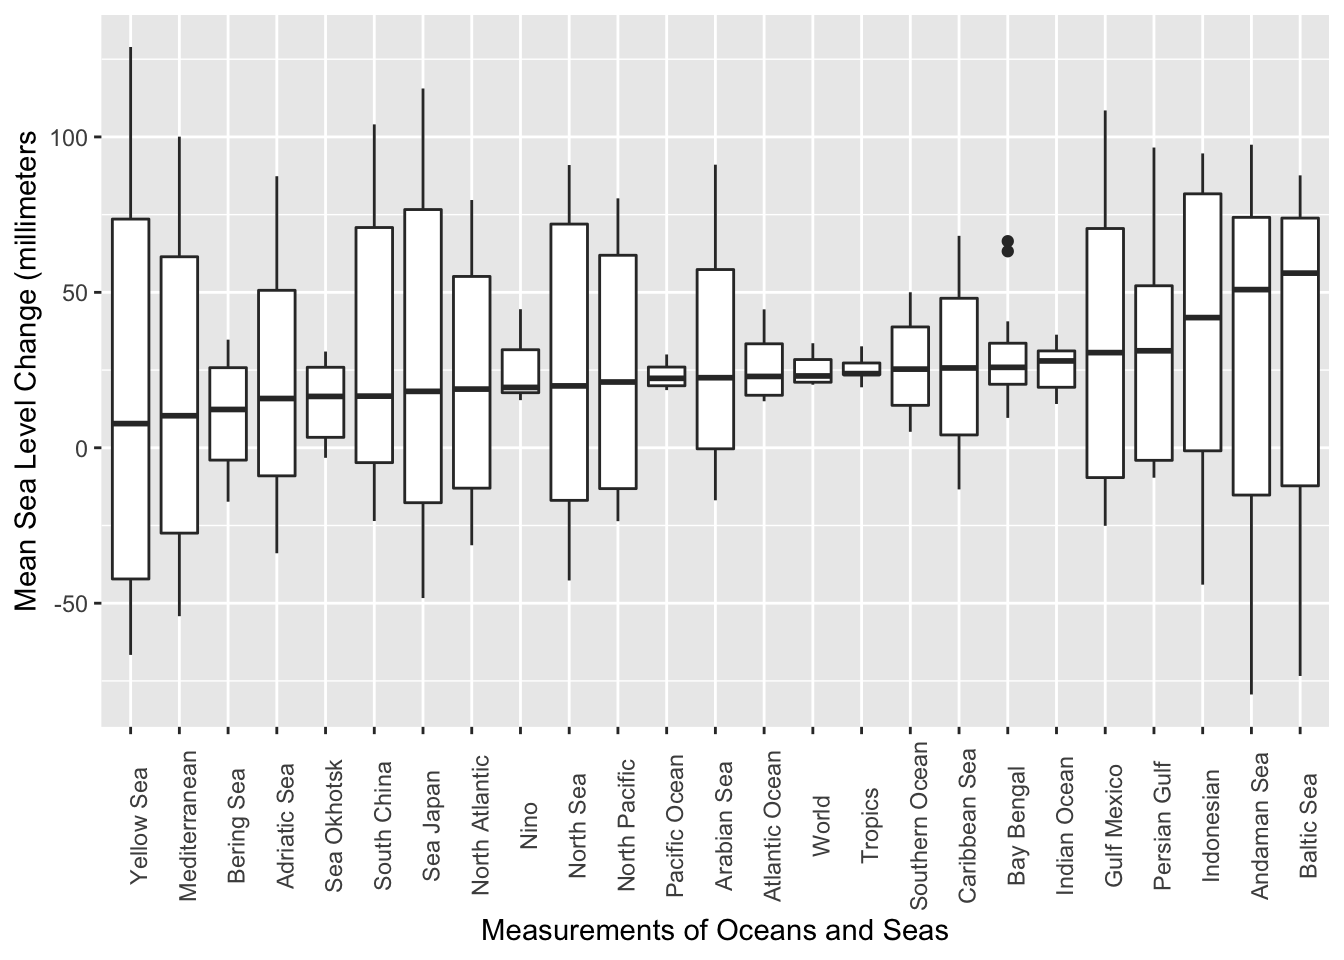 Mean Sea Level Change (millimeters
100
50
0
-50
Yellow Sea
Mediterranean
Bering Sea
Adriatic Sea
Sea Okhotsk
South China
Sea Japan
North Atlantic
Nino
North Sea
North Pacific
Pacific Ocean
Arabian Sea
Atlantic Ocean
World
Tropics
Southern Ocean
Caribbean Sea
Bay Bengal
Indian Ocean
Gulf Mexico
Persian Gulf
Indonesian
Andaman Sea
Baltic Sea
Measurements of Oceans and Seas